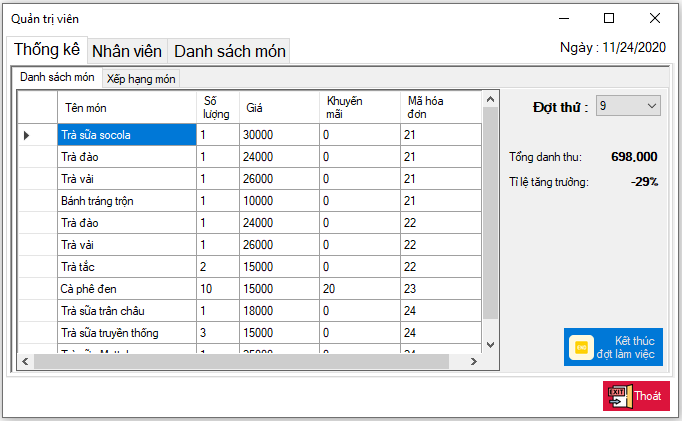 Quản trị viên
Thống kê Nhân viên Danh sách món Ngày : 11/24/2020
Danh sách món Xếp hạng món
Tên món Số lượng Giá Khuyến mãi Mã hóa đơn
Trà sữa socola 1 30000 0 21
Trà đào 1 24000 0 21
Trà vải 1 26000 0 21
Bánh tráng trộn 1 10000 0 21
Trà đào 1 24000 0 22
Trà vải 1 26000 0 22
Trà tắc 2 15000 0 22
Cà phê đen 10 15000 20 23
Trà sữa trân châu 1 18000 0 24
Trà sữa truyền thống 3 15000 0 24
Đợt thứ : 9
Tổng danh thu: 698,000
Tỉ lệ tăng trưởng: -29%
Kết thúc
đợt làm việc
EXIT Thoát